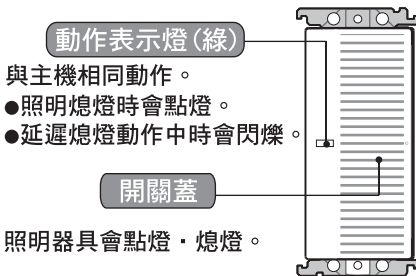 動作表示燈(綠)
與主機相同動作。
●照明熄燈時會點燈。
●延遲熄燈動作中時會閃爍。
開關蓋
照明器具會點燈・熄燈。